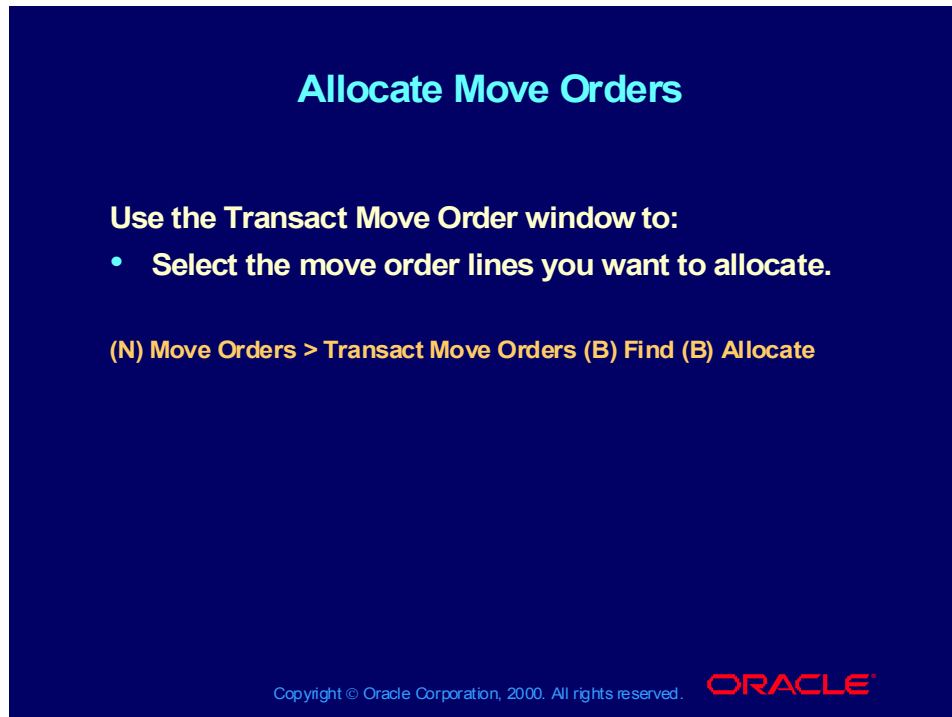 Allocate Move Orders
Use the Transact Move Order window to:
• Select the move order lines you want to allocate.
(N) Move Orders > Transact Move Orders (B) Find (B) Allocate
Copyright © Oracle Corporation, 2000. All rights reserved.
ORACLE®